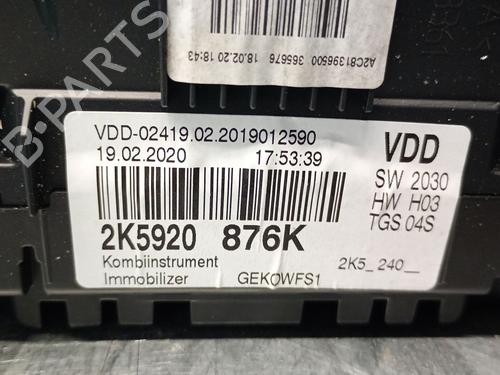 A2C81396500
365676
18.02.20 18:43
VDD-02419.02.2019012590
19.02.2020 17:53:39
VDD
SW 2030
HW H03
TGS 04S
2K5920 876K
Kombiinstrument
Immobilizer GEKOWFS1
2K5_240__
B-PARTS